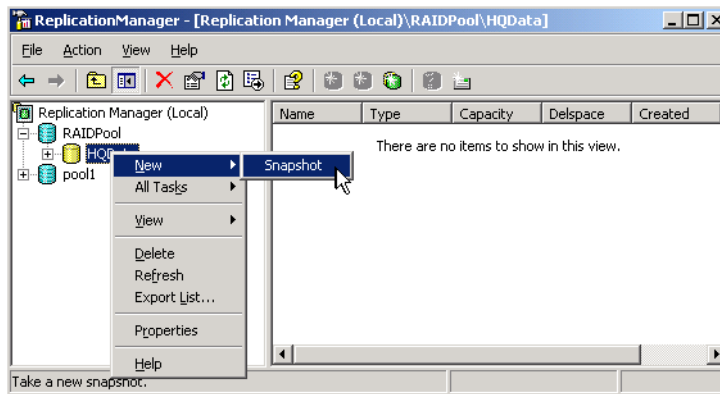 ReplicationManager - [Replication Manager (Local)\RAIDPool\HQData]
File Action View Help
Replication Manager (Local)
RAIDPool
HQData
pool1
Name Type Capacity Delspace Created
There are no items to show in this view.
New
Snapshot
All Tasks
View
Delete
Refresh
Export List...
Properties
Help
Take a new snapshot.